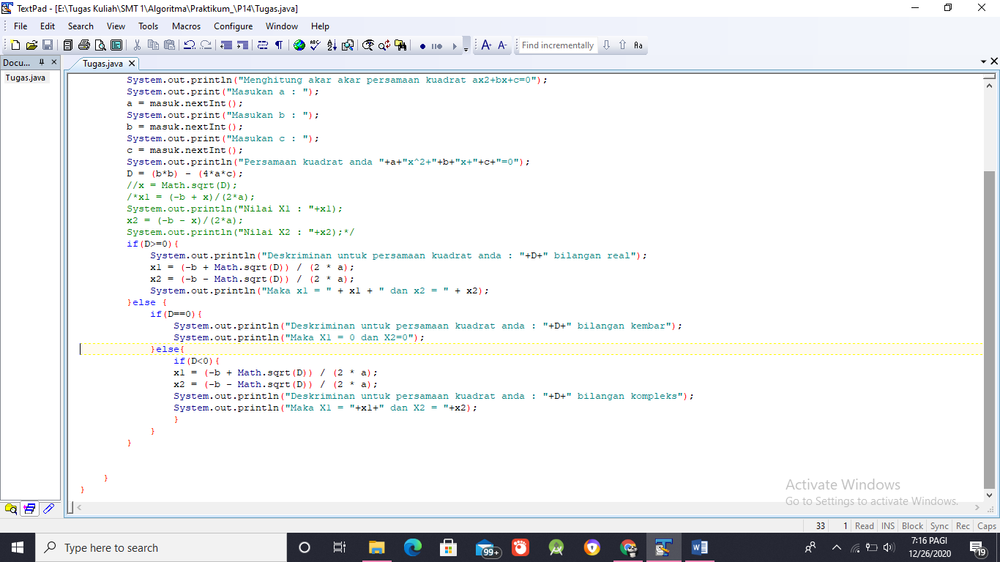 TextPad - [E:\Tugas Kuliah\SMT 1\Algoritma\Praktikum_\P14\Tugas.java]
File Edit Search View Tools Macros Configure Window Help
Find incrementally
Docu...
Tugas.java
Tugas.java
System.out.println("Menghitung akar akar persamaan kuadrat ax2+bx+c=0");
System.out.print("Masukan a : ");
a = masuk.nextInt();
System.out.print("Masukan b : ");
b = masuk.nextInt();
System.out.print("Masukan c : ");
c = masuk.nextInt();
System.out.println("Persamaan kuadrat anda "+a+"x^2+"+b+"x+"+c+"=0");
D = (b*b) - (4*a*c);
//x = Math.sqrt(D);
/*x1 = (-b + x)/(2*a);
System.out.println("Nilai X1 : "+x1);
x2 = (-b - x)/(2*a);
System.out.println("Nilai X2 : "+x2);*/
if(D>=0){
System.out.println("Deskriminan untuk persamaan kuadrat anda : "+D+" bilangan real");
x1 = (-b + Math.sqrt(D)) / (2 * a);
x2 = (-b - Math.sqrt(D)) / (2 * a);
System.out.println("Maka x1 = " + x1 + " dan x2 = " + x2);
}else {
if(D==0){
System.out.println("Deskriminan untuk persamaan kuadrat anda : "+D+" bilangan kembar");
System.out.println("Maka X1 = 0 dan X2=0");
}else{
if(D<0){
x1 = (-b + Math.sqrt(D)) / (2 * a);
x2 = (-b - Math.sqrt(D)) / (2 * a);
System.out.println("Deskriminan untuk persamaan kuadrat anda : "+D+" bilangan kompleks");
System.out.println("Maka X1 = "+x1+" dan X2 = "+x2);
}
}
}
}
}
Activate Windows
Go to Settings to activate Windows.
33 1 Read INS Block Sync Rec Caps
Type here to search
99+
7:16 PAGI
12/26/2020
19